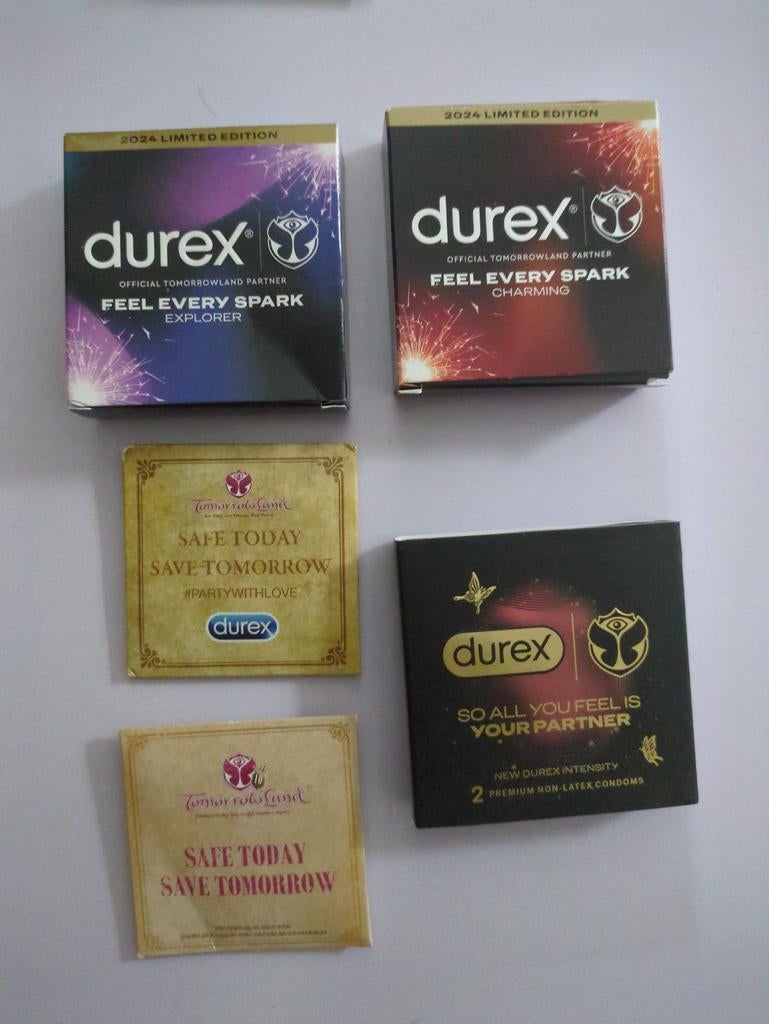 2024 LIMITED EDITION
durex®
OFFICIAL TOMORROWLAND PARTNER
FEEL EVERY SPARK
EXPLORER
2024 LIMITED EDITION
durex®
OFFICIAL TOMORROWLAND PARTNER
FEEL EVERY SPARK
CHARMING
TomorrowLand
SAFE TODAY
SAVE TOMORROW
#PARTYWITHLOVE
durex
durex
SO ALL YOU FEEL IS
YOUR PARTNER
NEW DUREX INTENSITY
2 PREMIUM NON-LATEX CONDOMS
TomorrowLand
SAFE TODAY
SAVE TOMORROW